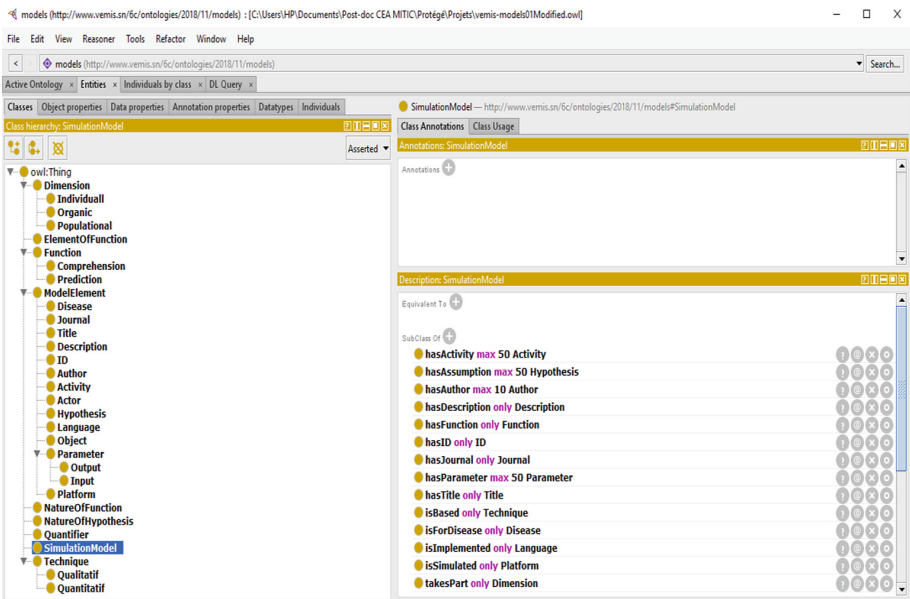 models (http://www.vemis.sn/6c/ontologies/2018/11/models) : [C:\Users\HP\Documents\Post-doc CEA MITIC\Protégé\Projets\vemis-models01Modified.owl]
File Edit View Reasoner Tools Refactor Window Help
models (http://www.vemis.sn/6c/ontologies/2018/11/models) Search...
Active Ontology Entities Individuals by class DL Query
Classes Object properties Data properties Annotation properties Datatypes Individuals
Class hierarchy: SimulationModel
Asserted
owl:Thing
Dimension
Individuall
Organic
Populational
ElementOfFunction
Function
Comprehension
Prediction
ModelElement
Disease
Journal
Title
Description
ID
Author
Activity
Actor
Hypothesis
Language
Object
Parameter
Output
Input
Platform
NatureOfFunction
NatureOfHypothesis
Quantifier
SimulationModel
Technique
Qualitatif
Quantitatif
SimulationModel — http://www.vemis.sn/6c/ontologies/2018/11/models#SimulationModel
Class Annotations Class Usage
Annotations: SimulationModel
Annotations
Description: SimulationModel
Equivalent To
SubClass Of
hasActivity max 50 Activity
hasAssumption max 50 Hypothesis
hasAuthor max 10 Author
hasDescription only Description
hasFunction only Function
hasID only ID
hasJournal only Journal
hasParameter max 50 Parameter
hasTitle only Title
isBased only Technique
isForDisease only Disease
isImplemented only Language
isSimulated only Platform
takesPart only Dimension